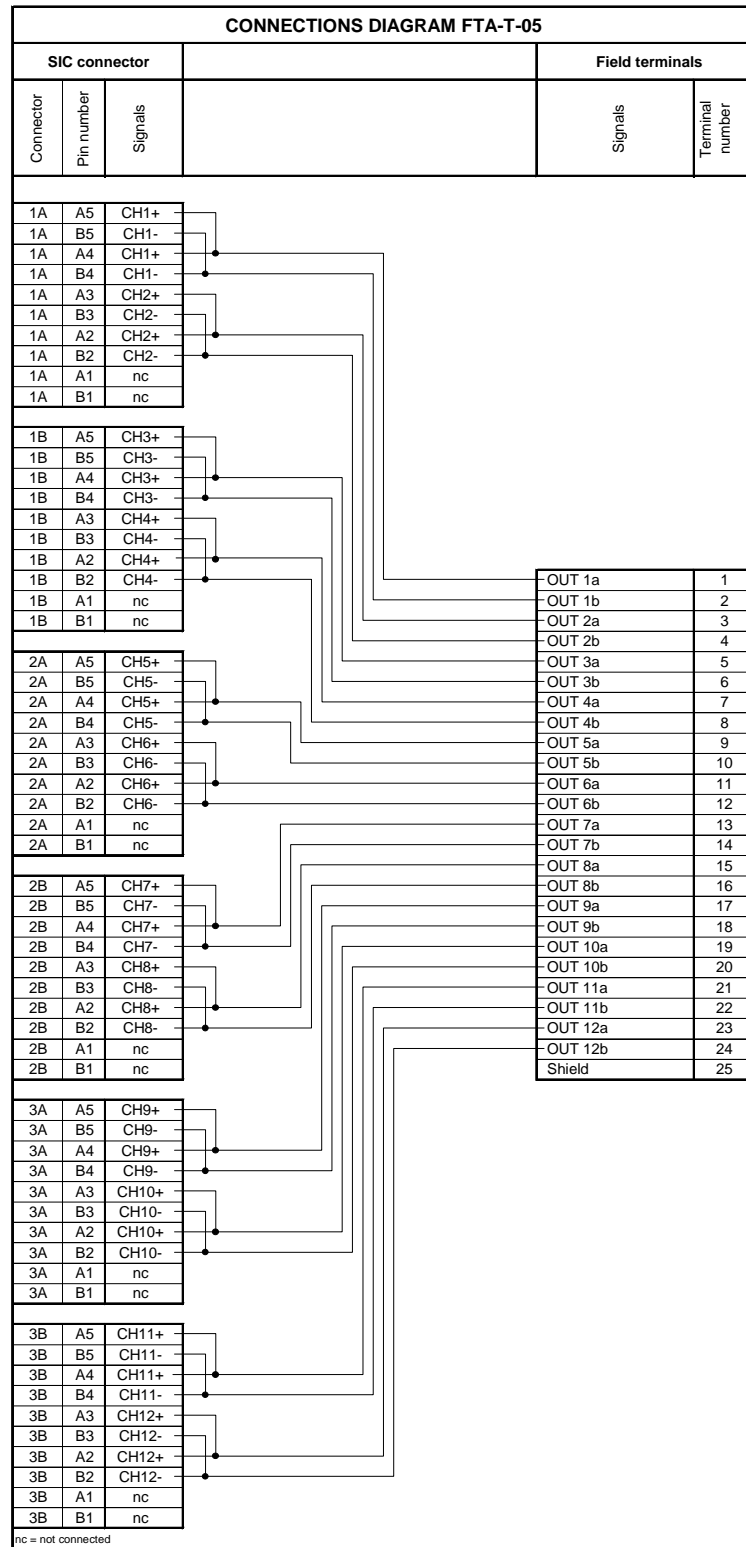 CONNECTIONS DIAGRAM FTA-T-05
SIC connector Field terminals
Connector Pin number Signals Signals Terminal number
1A A5 CH1+
1A B5 CH1-
1A A4 CH1+
1A B4 CH1-
1A A3 CH2+
1A B3 CH2-
1A A2 CH2+
1A B2 CH2-
1A A1 nc
1A B1 nc
1B A5 CH3+
1B B5 CH3-
1B A4 CH3+
1B B4 CH3-
1B A3 CH4+
1B B3 CH4-
1B A2 CH4+
1B B2 CH4- OUT 1a 1
1B A1 nc OUT 1b 2
1B B1 nc OUT 2a 3
OUT 2b 4
2A A5 CH5+ OUT 3a 5
2A B5 CH5- OUT 3b 6
2A A4 CH5+ OUT 4a 7
2A B4 CH5- OUT 4b 8
2A A3 CH6+ OUT 5a 9
2A B3 CH6- OUT 5b 10
2A A2 CH6+ OUT 6a 11
2A B2 CH6- OUT 6b 12
2A A1 nc OUT 7a 13
2A B1 nc OUT 7b 14
OUT 8a 15
2B A5 CH7+ OUT 8b 16
2B B5 CH7- OUT 9a 17
2B A4 CH7+ OUT 9b 18
2B B4 CH7- OUT 10a 19
2B A3 CH8+ OUT 10b 20
2B B3 CH8- OUT 11a 21
2B A2 CH8+ OUT 11b 22
2B B2 CH8- OUT 12a 23
2B A1 nc OUT 12b 24
2B B1 nc Shield 25
3A A5 CH9+
3A B5 CH9-
3A A4 CH9+
3A B4 CH9-
3A A3 CH10+
3A B3 CH10-
3A A2 CH10+
3A B2 CH10-
3A A1 nc
3A B1 nc
3B A5 CH11+
3B B5 CH11-
3B A4 CH11+
3B B4 CH11-
3B A3 CH12+
3B B3 CH12-
3B A2 CH12+
3B B2 CH12-
3B A1 nc
3B B1 nc
nc = not connected